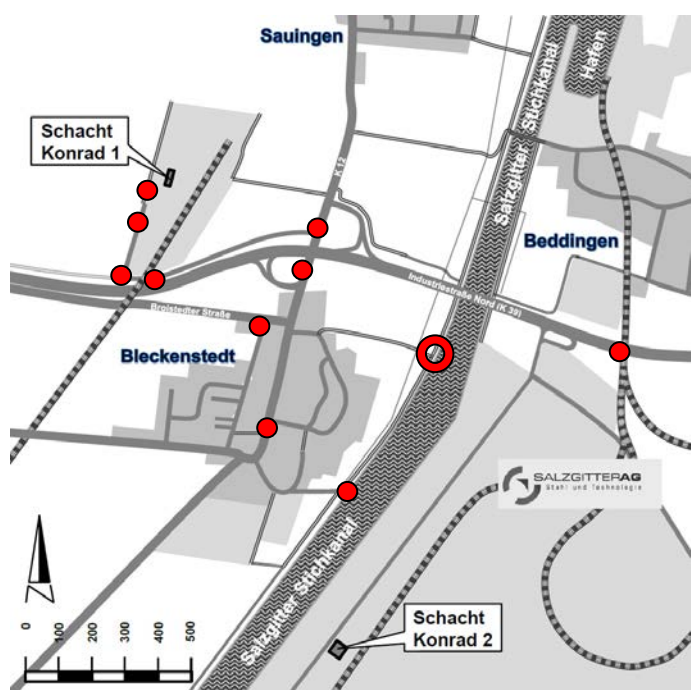 Sauingen
Hafen
Schacht
Konrad 1
Salzgitter Stichkanal
K 12
Beddingen
Industriestraße Nord (K 39)
Broistedter Straße
Bleckenstedt
SALZGITTERAG
Stahl und Technologie
Salzgitter Stichkanal
Schacht
Konrad 2
0
100
200
300
400
500